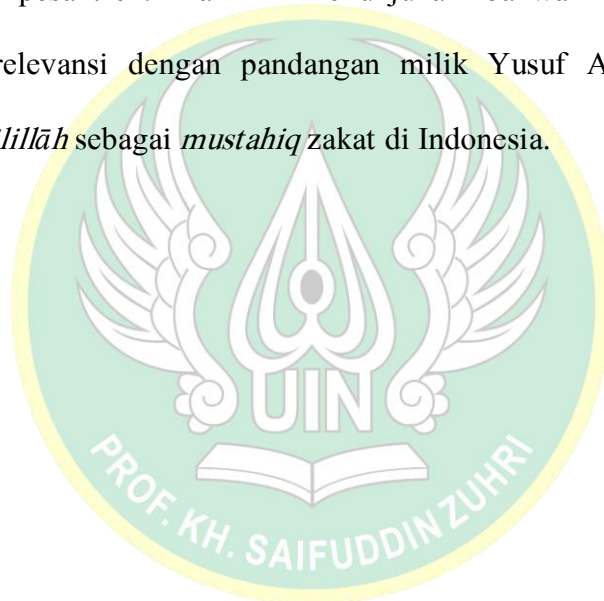 relevansi dengan pandangan milik Yusuf A
lillāh sebagai mustahiq zakat di Indonesia.
UIN
PROF. KH. SAIFUDDIN ZUHRI